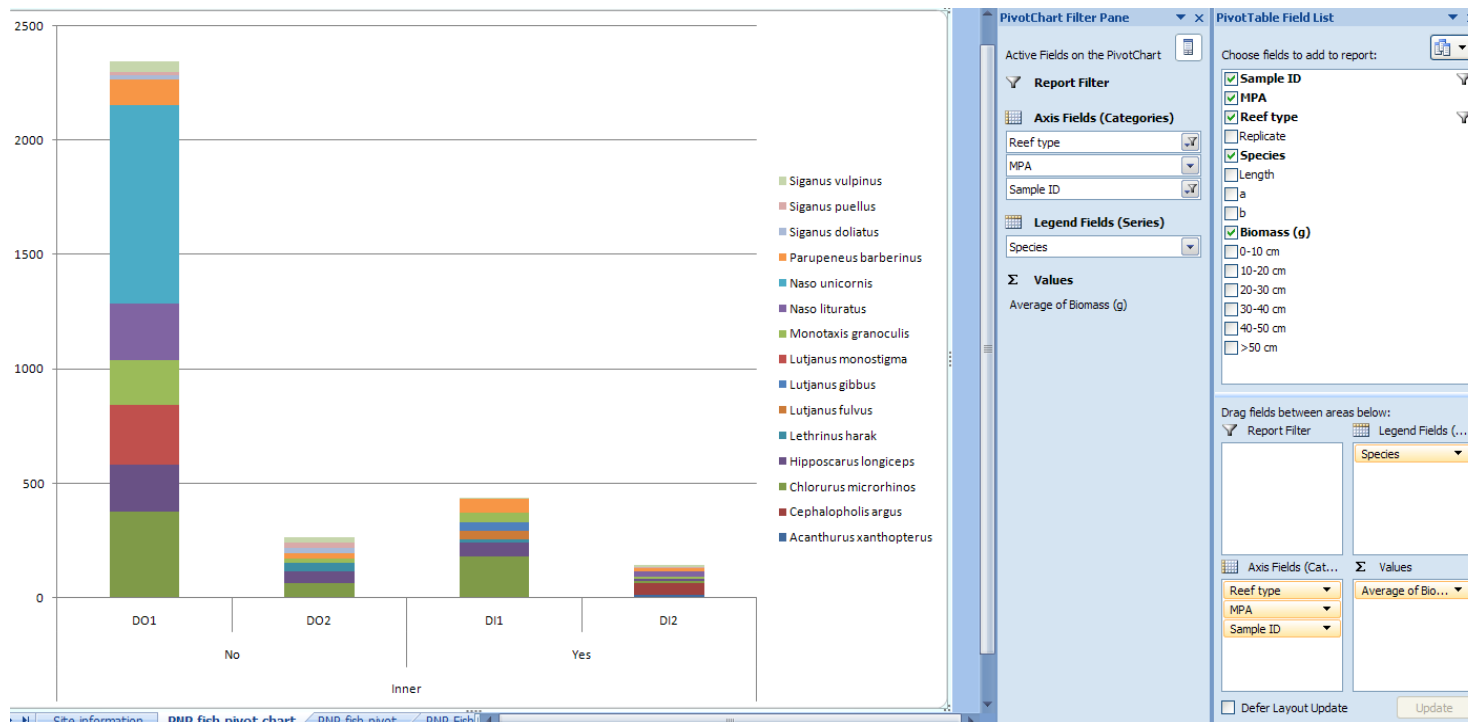 2500
2000
1500
1000
500
0
DO1
DO2
DI1
DI2
No
Yes
Inner
Siganus vulpinus
Siganus puellus
Siganus doliatus
Parupeneus barberinus
Naso unicornis
Naso lituratus
Monotaxis granoculis
Lutjanus monostigma
Lutjanus gibbus
Lutjanus fulvus
Lethrinus harak
Hipposcarus longiceps
Chlorurus microrhinos
Cephalopholis argus
Acanthurus xanthopterus
Site information
PNP fish pivot chart
PNP fish pivot
PNP Fish
PivotChart Filter Pane
Active Fields on the PivotChart
Report Filter
Axis Fields (Categories)
Reef type
MPA
Sample ID
Legend Fields (Series)
Species
Σ Values
Average of Biomass (g)
PivotTable Field List
Choose fields to add to report:
Sample ID
MPA
Reef type
Replicate
Species
Length
a
b
Biomass (g)
0-10 cm
10-20 cm
20-30 cm
30-40 cm
40-50 cm
>50 cm
Drag fields between areas below:
Report Filter
Legend Fields (...
Species
Axis Fields (Cat...
Σ Values
Reef type
Average of Bio...
MPA
Sample ID
Defer Layout Update
Update